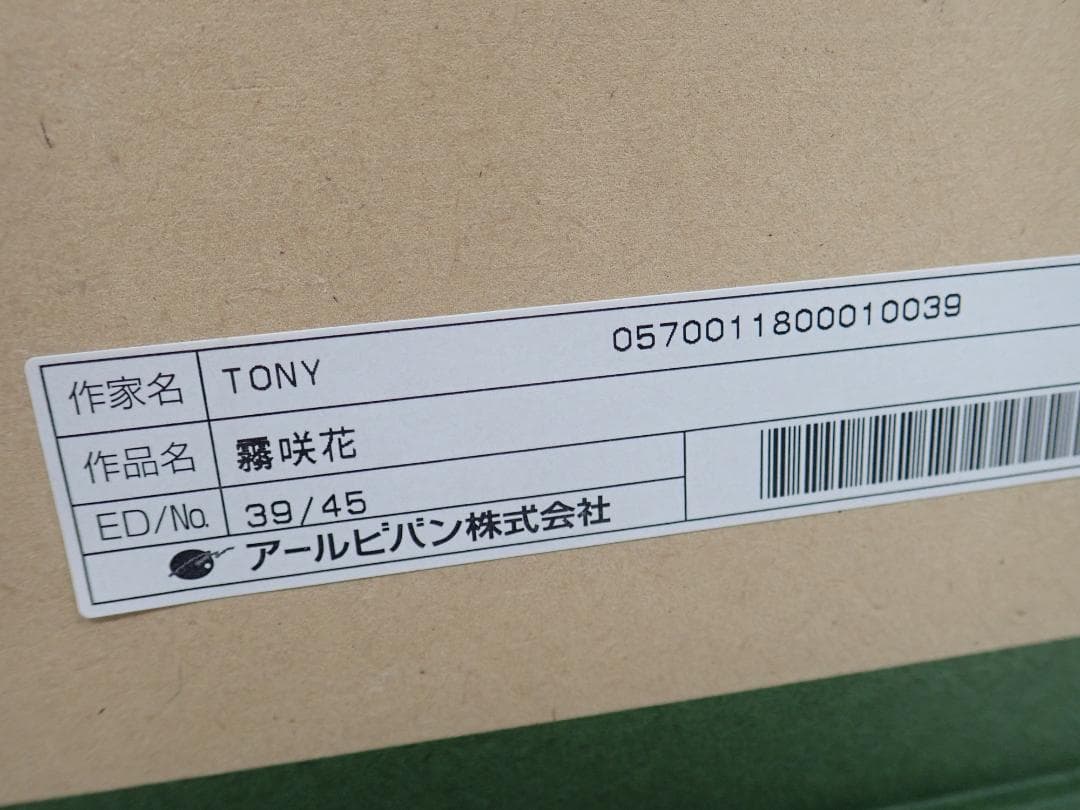 作家名 TONY 0570011800010039
作品名 霧咲花
ED/No. 39/45
アールビバン株式会社